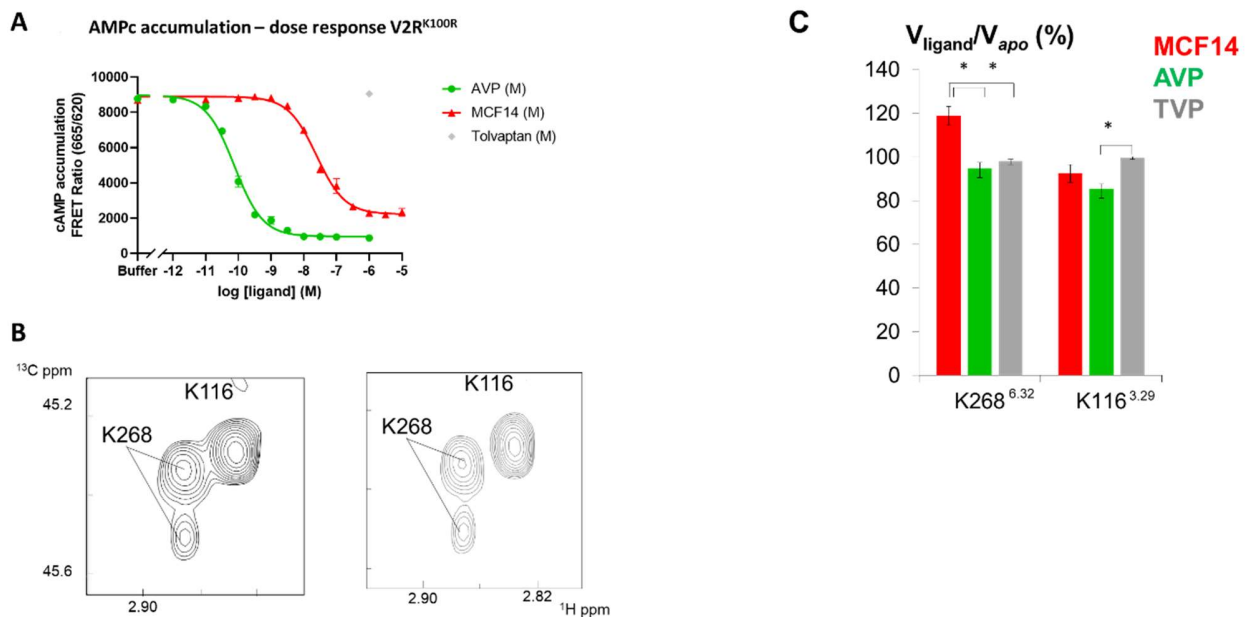 A
AMPc accumulation – dose response V2R^K100R
cAMP accumulation
FRET Ratio (665/620)
10000
8000
6000
4000
2000
0
Buffer -12 -11 -10 -9 -8 -7 -6 -5
log [ligand] (M)
AVP (M)
MCF14 (M)
Tolvaptan (M)
B
13C ppm
45.2
45.6
K116
K268
2.90
K116
K268
2.90
2.82
1H ppm
C
Vligand/Vapo (%)
MCF14
AVP
TVP
140
120
100
80
60
40
20
0
* *
*
K268 6.32
K116 3.29